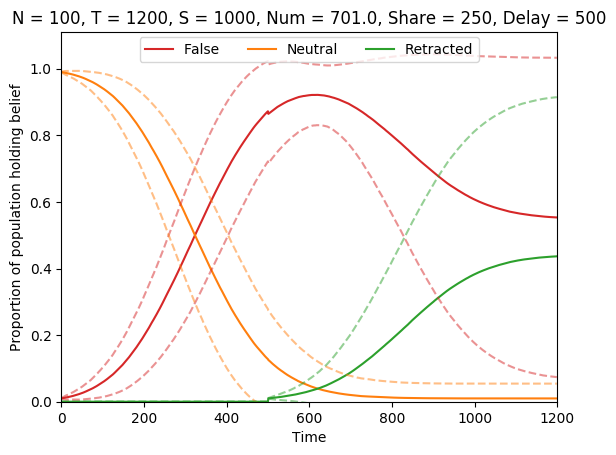 N = 100, T = 1200, S = 1000, Num = 701.0, Share = 250, Delay = 500
False Neutral Retracted
Proportion of population holding belief
1.0
0.8
0.6
0.4
0.2
0.0
0 200 400 600 800 1000 1200
Time